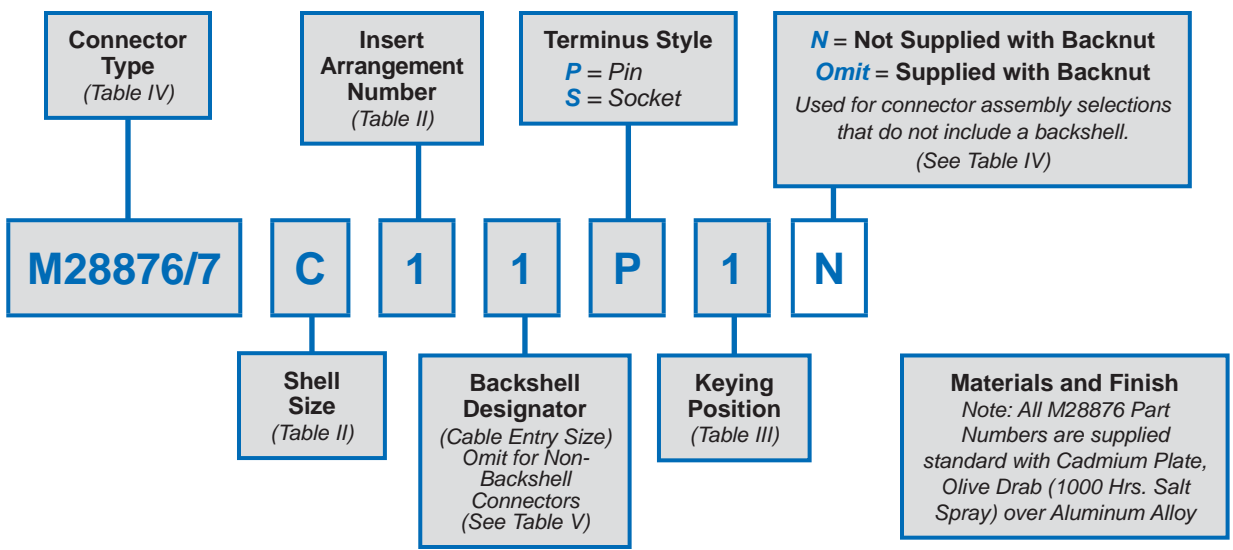 Connector
Type
(Table IV)
Insert
Arrangement
Number
(Table II)
Terminus Style
P = Pin
S = Socket
N = Not Supplied with Backnut
Omit = Supplied with Backnut
Used for connector assembly selections
that do not include a backshell.
(See Table IV)
M28876/7 C 1 1 P 1 N
Shell
Size
(Table II)
Backshell
Designator
(Cable Entry Size)
Omit for Non-
Backshell
Connectors
(See Table V)
Keying
Position
(Table III)
Materials and Finish
Note: All M28876 Part
Numbers are supplied
standard with Cadmium Plate,
Olive Drab (1000 Hrs. Salt
Spray) over Aluminum Alloy